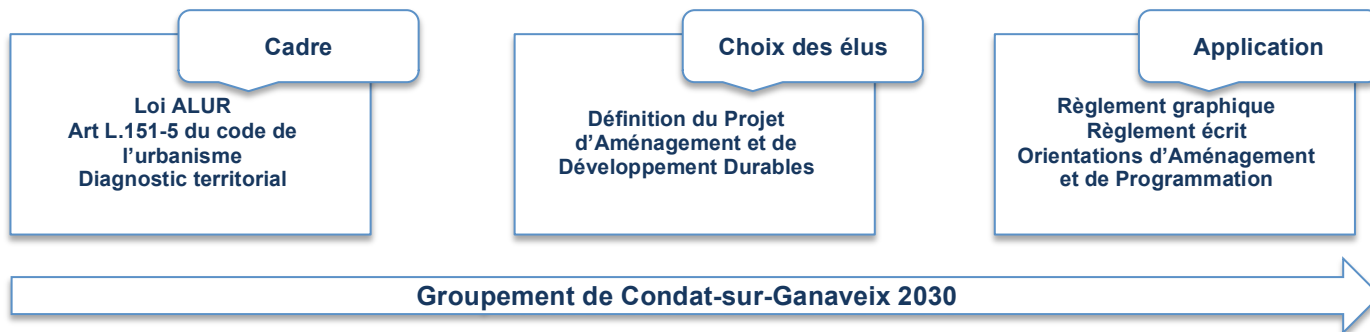 Cadre
Loi ALUR
Art L.151-5 du code de
l’urbanisme
Diagnostic territorial
Choix des élus
Définition du Projet
d’Aménagement et de
Développement Durables
Application
Règlement graphique
Règlement écrit
Orientations d’Aménagement
et de Programmation
Groupement de Condat-sur-Ganaveix 2030